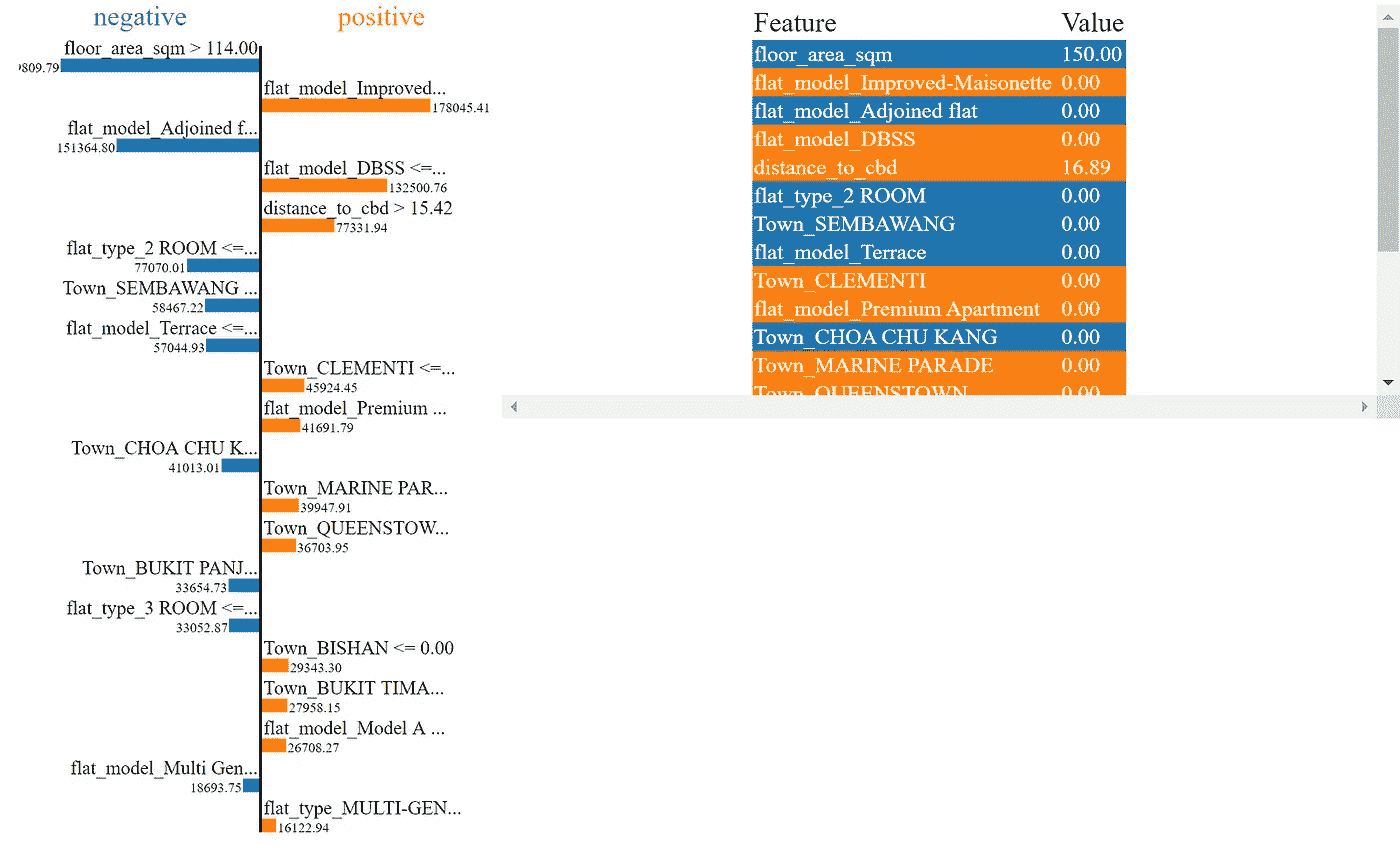 negative positive
floor_area_sqm > 114.00
809.79
flat_model_Improved...
178045.41
flat_model_Adjoined f...
151364.80
flat_model_DBSS <=...
132500.76
distance_to_cbd > 15.42
77331.94
flat_type_2 ROOM <=...
77070.01
Town_SEMBAWANG ...
58467.22
flat_model_Terrace <=...
57044.93
Town_CLEMENTI <=...
45924.45
flat_model_Premium ...
41691.79
Town_CHOA CHU K...
41013.01
Town_MARINE PAR...
39947.91
Town_QUEENSTOW...
36703.95
Town_BUKIT PANJ...
33654.73
flat_type_3 ROOM <=...
33052.87
Town_BISHAN <= 0.00
29343.30
Town_BUKIT TIMA...
27958.15
flat_model_Model A ...
26708.27
flat_model_Multi Gen...
18693.75
flat_type_MULTI-GEN...
16122.94
Feature Value
floor_area_sqm 150.00
flat_model_Improved-Maisonette 0.00
flat_model_Adjoined flat 0.00
flat_model_DBSS 0.00
distance_to_cbd 16.89
flat_type_2 ROOM 0.00
Town_SEMBAWANG 0.00
flat_model_Terrace 0.00
Town_CLEMENTI 0.00
flat_model_Premium Apartment 0.00
Town_CHOA CHU KANG 0.00
Town_MARINE PARADE 0.00
Town_QUEENSTOWN 0.00